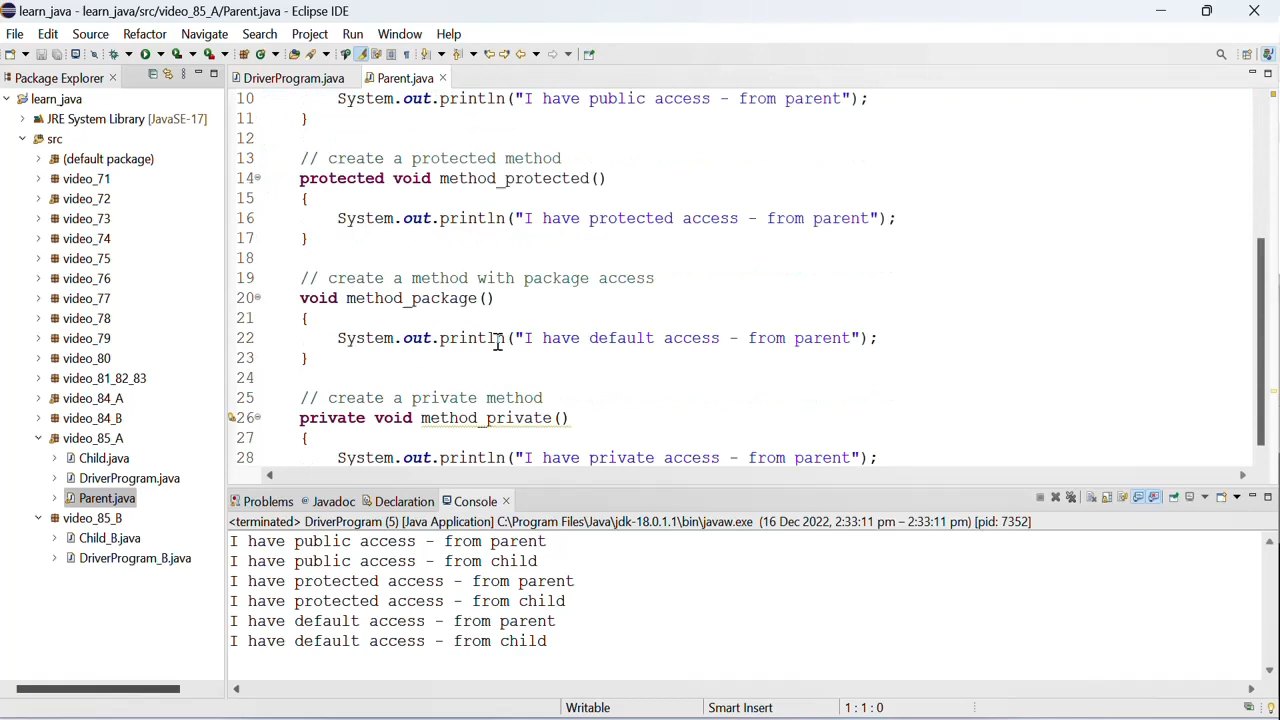 learn_java - learn_java/src/video_85_A/Parent.java - Eclipse IDE
File Edit Source Refactor Navigate Search Project Run Window Help
Package Explorer
DriverProgram.java
Parent.java
learn_java
JRE System Library [JavaSE-17]
src
(default package)
video_71
video_72
video_73
video_74
video_75
video_76
video_77
video_78
video_79
video_80
video_81_82_83
video_84_A
video_84_B
video_85_A
Child.java
DriverProgram.java
Parent.java
video_85_B
Child_B.java
DriverProgram_B.java
10 System.out.println("I have public access - from parent");
11 }
12
13 // create a protected method
14 protected void method_protected()
15 {
16 System.out.println("I have protected access - from parent");
17 }
18
19 // create a method with package access
20 void method_package()
21 {
22 System.out.println("I have default access - from parent");
23 }
24
25 // create a private method
26 private void method_private()
27 {
28 System.out.println("I have private access - from parent");
Problems @ Javadoc Declaration Console
<terminated> DriverProgram (5) [Java Application] C:\Program Files\Java\jdk-18.0.1.1\bin\javaw.exe (16 Dec 2022, 2:33:11 pm – 2:33:11 pm) [pid: 7352]
I have public access - from parent
I have public access - from child
I have protected access - from parent
I have protected access - from child
I have default access - from parent
I have default access - from child
Writable Smart Insert 1 : 1 : 0